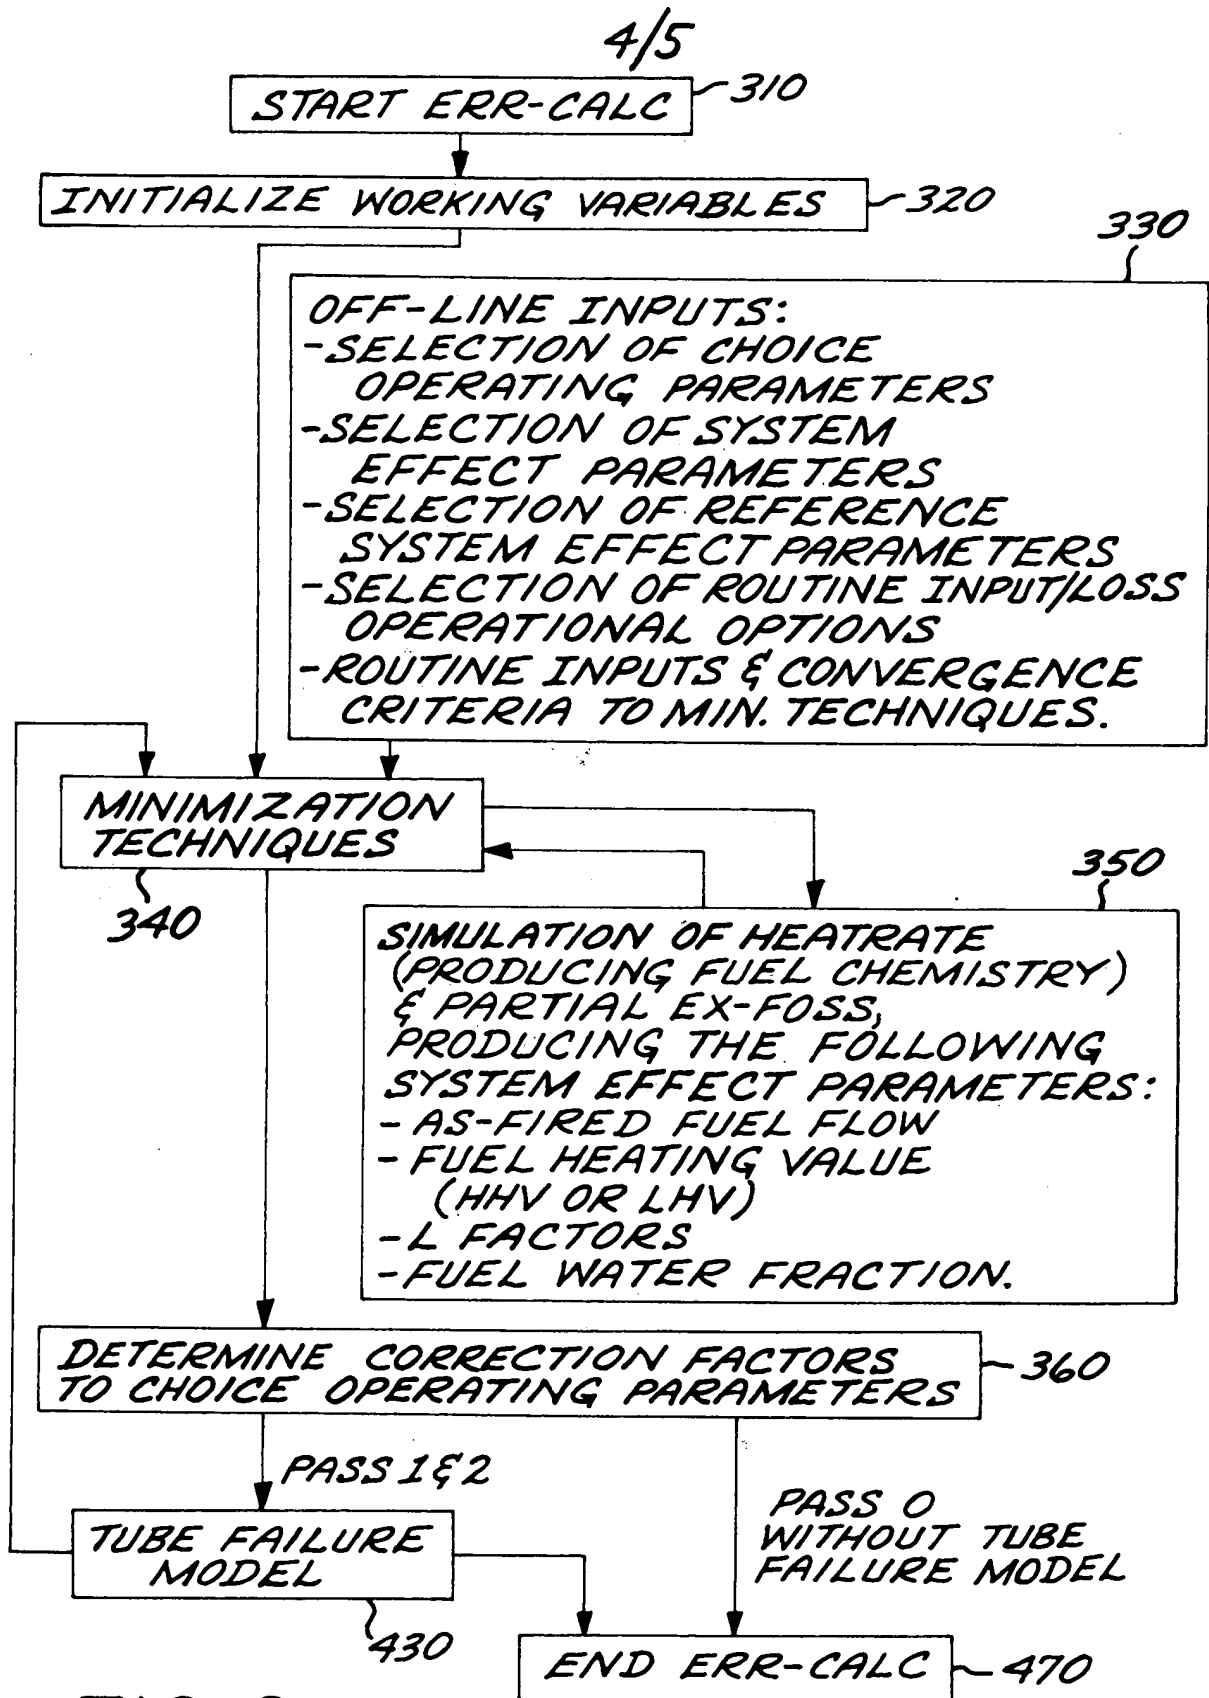 4/5
START ERR-CALC
310
INITIALIZE WORKING VARIABLES
320
330
OFF-LINE INPUTS:
-SELECTION OF CHOICE
OPERATING PARAMETERS
-SELECTION OF SYSTEM
EFFECT PARAMETERS
-SELECTION OF REFERENCE
SYSTEM EFFECT PARAMETERS
-SELECTION OF ROUTINE INPUT/LOSS
OPERATIONAL OPTIONS
-ROUTINE INPUTS & CONVERGENCE
CRITERIA TO MIN. TECHNIQUES.
MINIMIZATION
TECHNIQUES
340
350
SIMULATION OF HEATRATE
(PRODUCING FUEL CHEMISTRY)
& PARTIAL EX-FOSS,
PRODUCING THE FOLLOWING
SYSTEM EFFECT PARAMETERS:
- AS-FIRED FUEL FLOW
- FUEL HEATING VALUE
(HHV OR LHV)
- L FACTORS
-FUEL WATER FRACTION.
DETERMINE CORRECTION FACTORS
TO CHOICE OPERATING PARAMETERS
360
PASS 1&2
PASS 0
WITHOUT TUBE
FAILURE MODEL
TUBE FAILURE
MODEL
430
END ERR-CALC
470